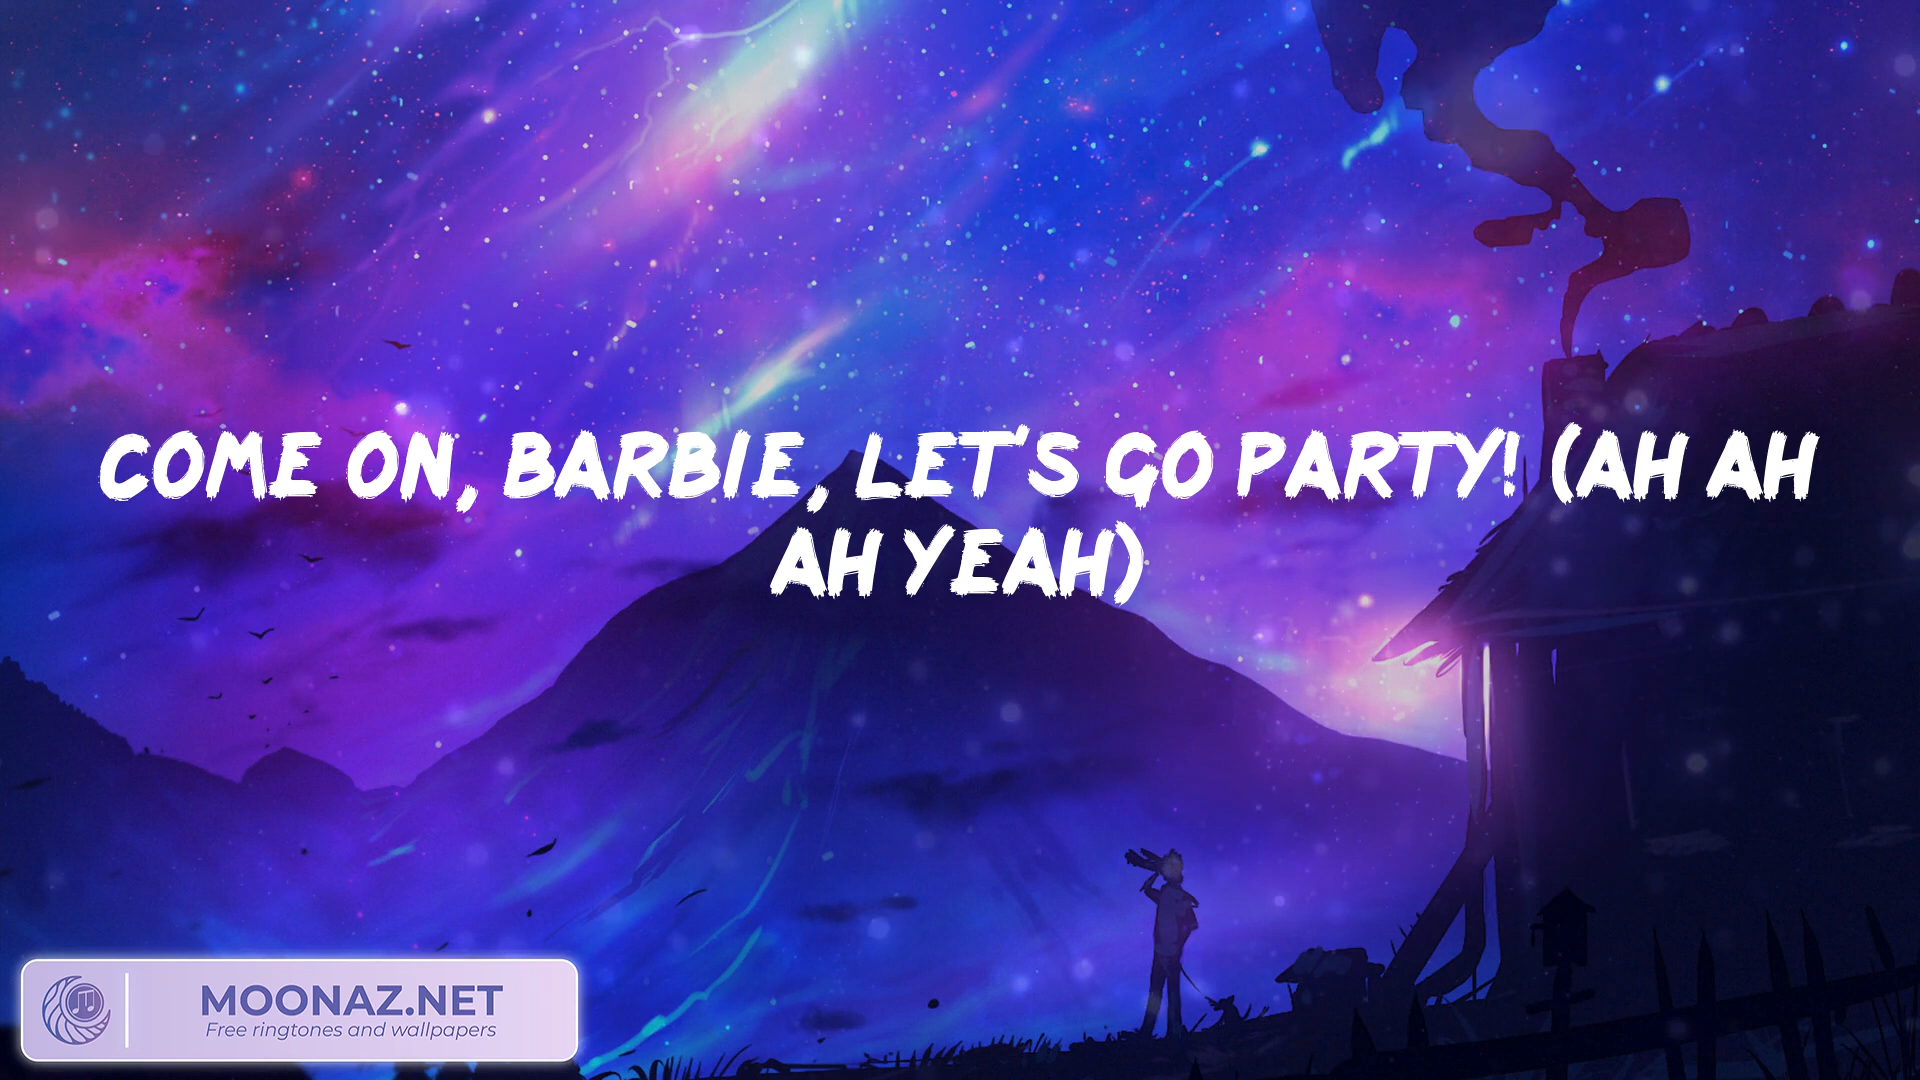 COME ON, BARBIE, LET'S GO PARTY! (AH AH
AH YEAH)
MOONAZ.NET
Free ringtones and wallpapers